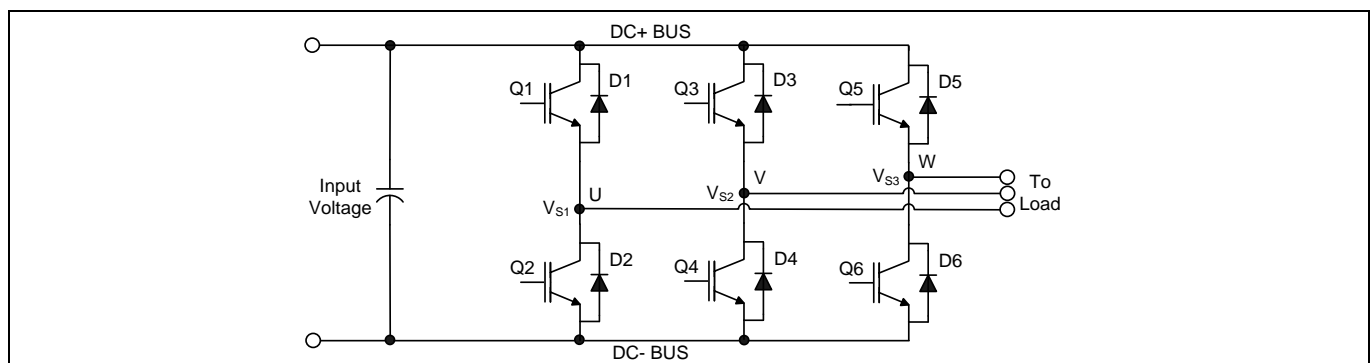 DC+ BUS
Q1
D1
Q3
D3
Q5
D5
Input
Voltage
VS1
U
VS2
V
VS3
W
To
Load
Q2
D2
Q4
D4
Q6
D6
DC- BUS